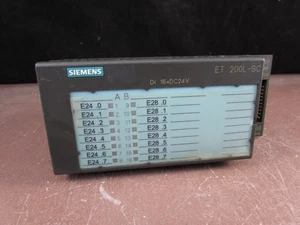 SIEMENS
ET 200L-SC
DI 16xDC24V
A B
E24 .0 E28 .0
E24 .1 E28 .1
E24 .2 E28 .2
E24 .3 E28 .3
E24 .4 E28 .4
E24 .5 E28 .5
E24 .6 E28 .6
E24 .7 E28 .7